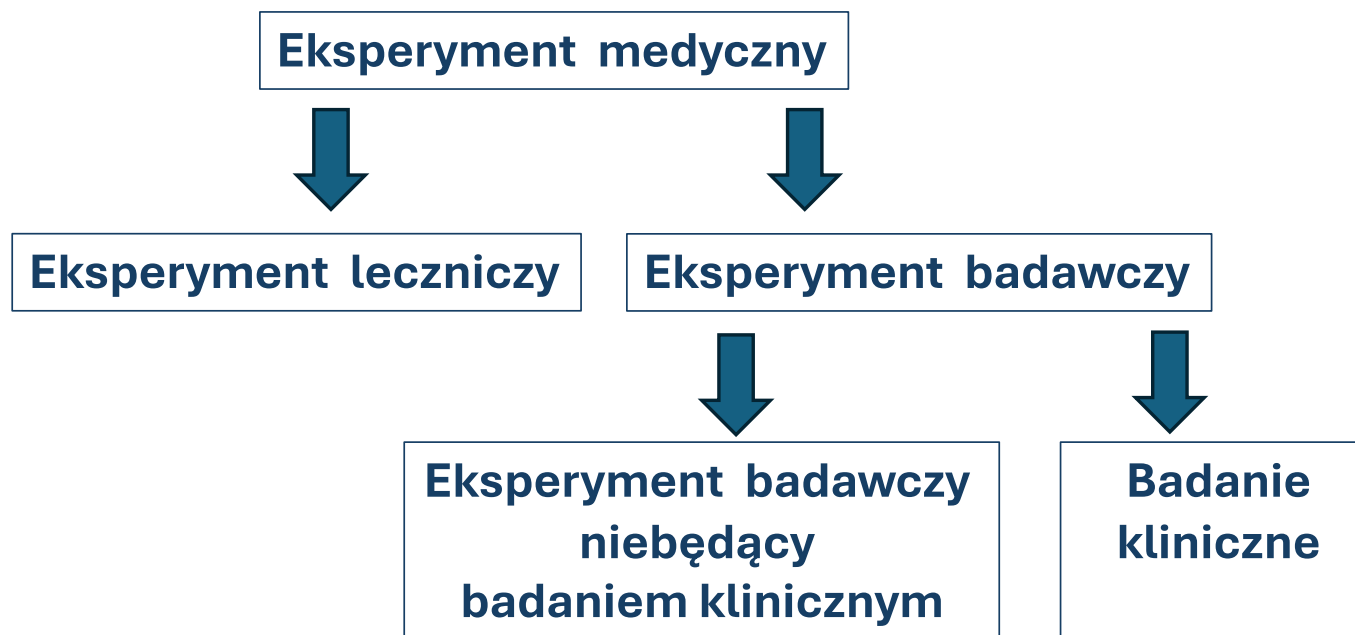 Eksperyment medyczny
Eksperyment leczniczy
Eksperyment badawczy
Eksperyment badawczy
niebędący
badaniem klinicznym
Badanie
kliniczne